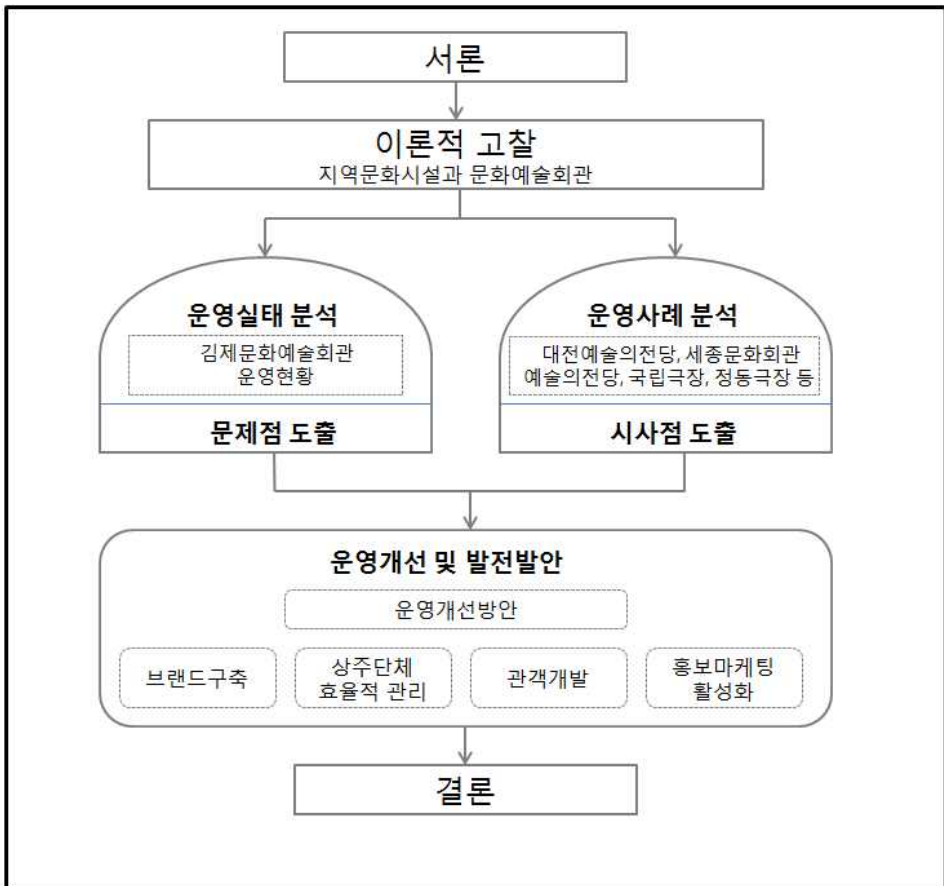 서론
이론적 고찰
지역문화시설과 문화예술회관
운영실태 분석
김제문화예술회관
운영현황
문제점 도출
운영사례 분석
대전예술의전당, 세종문화회관
예술의전당, 국립극장, 정동극장 등
시사점 도출
운영개선 및 발전발안
운영개선방안
브랜드구축
상주단체
효율적 관리
관객개발
홍보마케팅
활성화
결론